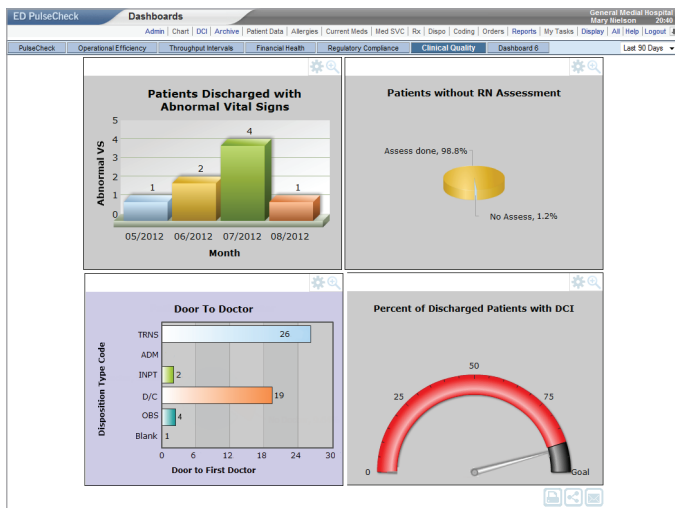 ED PulseCheck
Dashboards
General Medial Hospital
Mary Nielson 20:40
Admin | Chart | DCI | Archive | Patient Data | Allergies | Current Meds | Med SVC | Rx | Dispo | Coding | Orders | Reports | My Tasks | Display | All | Help | Logout
PulseCheck Operational Efficiency Throughput Intervals Financial Health Regulatory Compliance Clinical Quality Dashboard 6 Last 90 Days
Patients Discharged with
Abnormal Vital Signs
Abnormal VS
5
4
3
2
1
0
1
2
4
1
05/2012 06/2012 07/2012 08/2012
Month
Patients without RN Assessment
Assess done, 98.8%
No Assess, 1.2%
Door To Doctor
Disposition Type Code
TRNS 26
ADM
INPT 2
D/C 19
OBS 4
Blank 1
0 6 12 18 24 30
Door to First Doctor
Percent of Discharged Patients with DCI
50
25 75
0 Goal